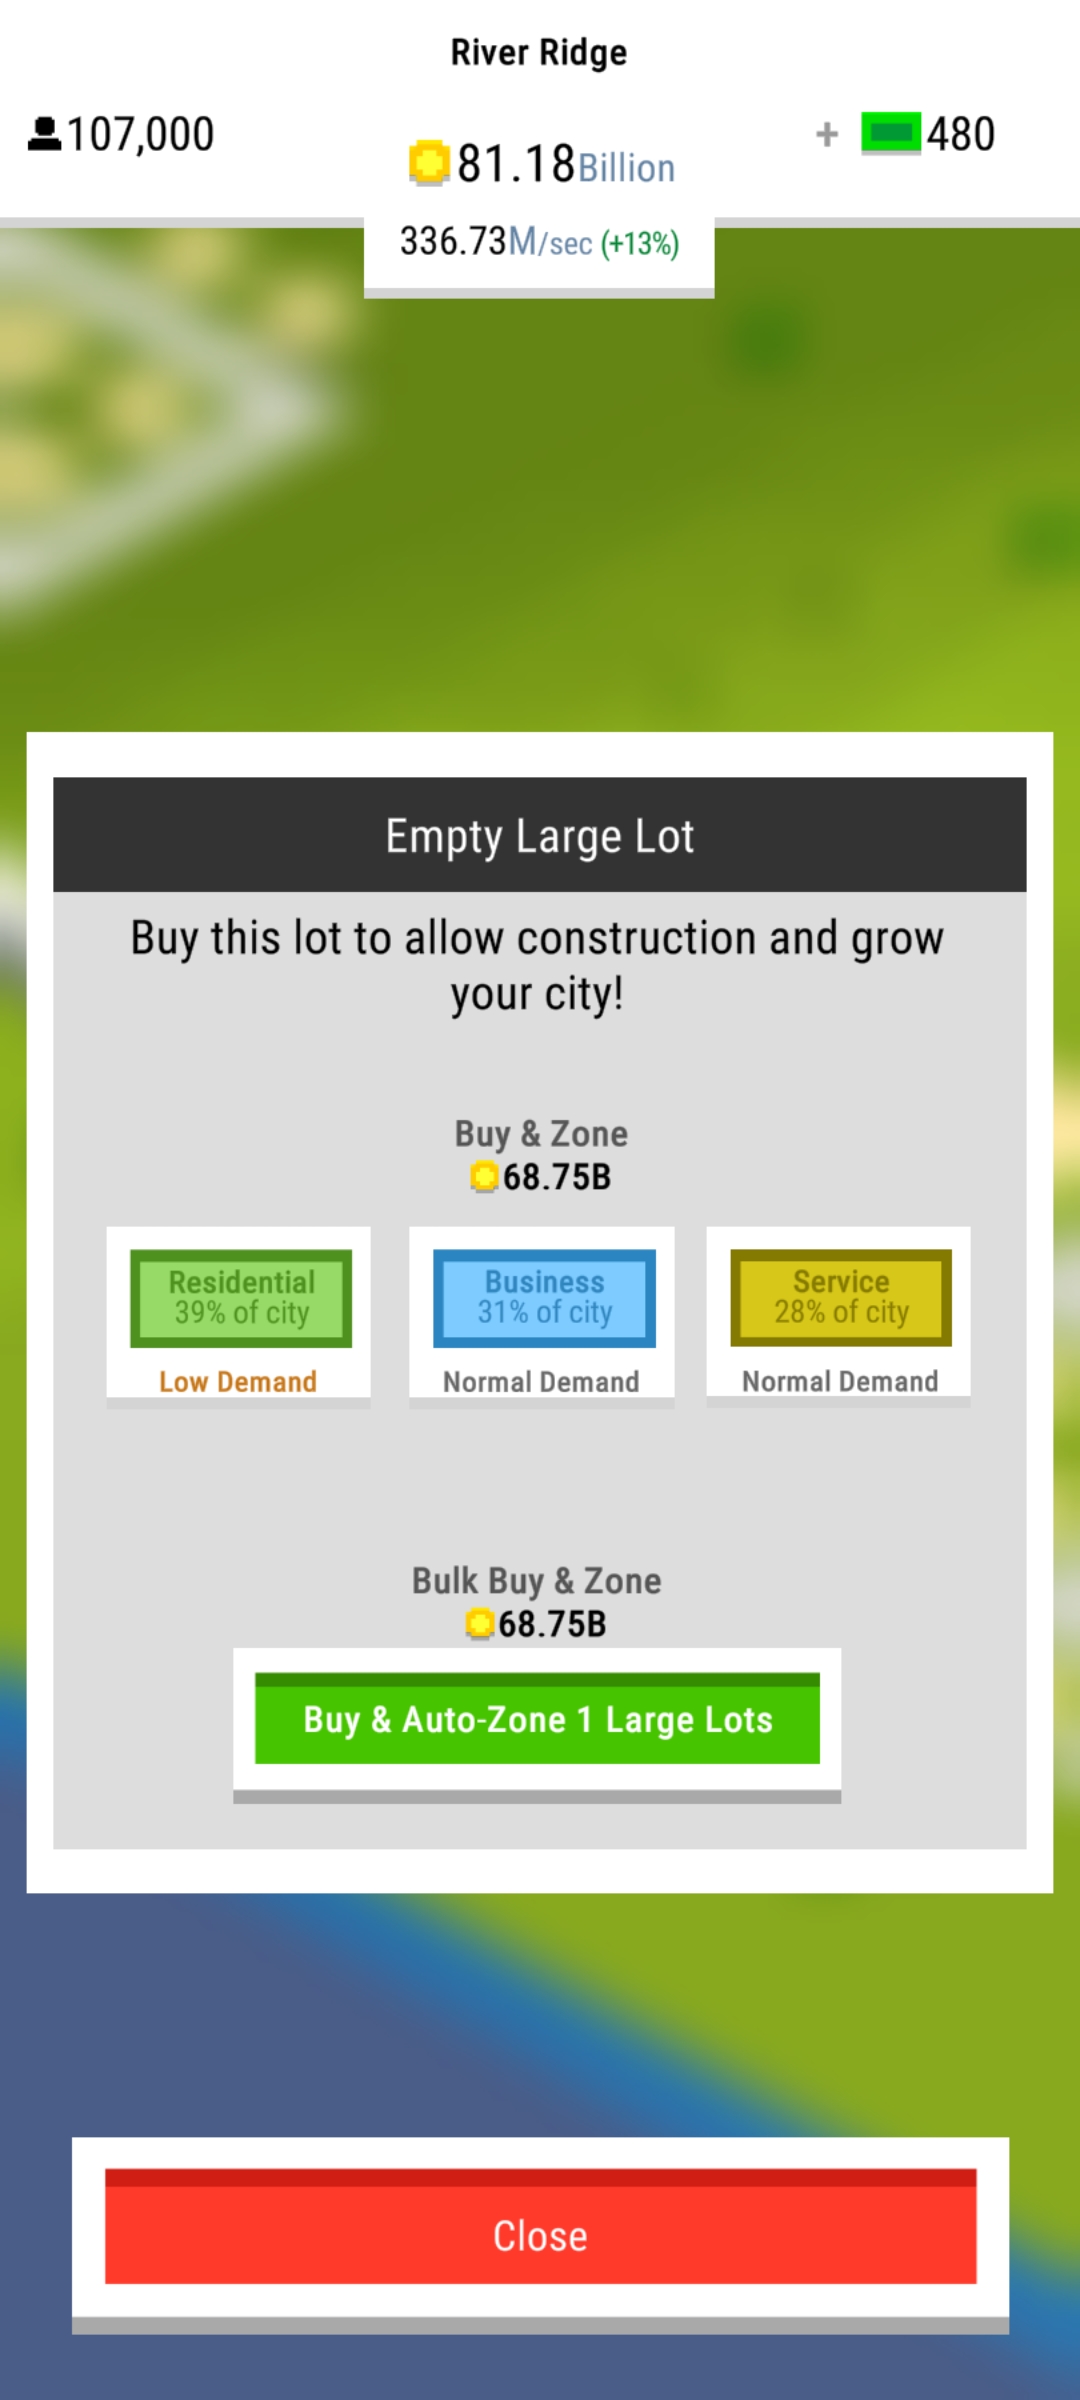 River Ridge
107,000
+ 480
81.18Billion
336.73M/sec (+13%)
Empty Large Lot
Buy this lot to allow construction and grow
your city!
Buy & Zone
68.75B
Residential
39% of city
Low Demand
Business
31% of city
Normal Demand
Service
28% of city
Normal Demand
Bulk Buy & Zone
68.75B
Buy & Auto-Zone 1 Large Lots
Close